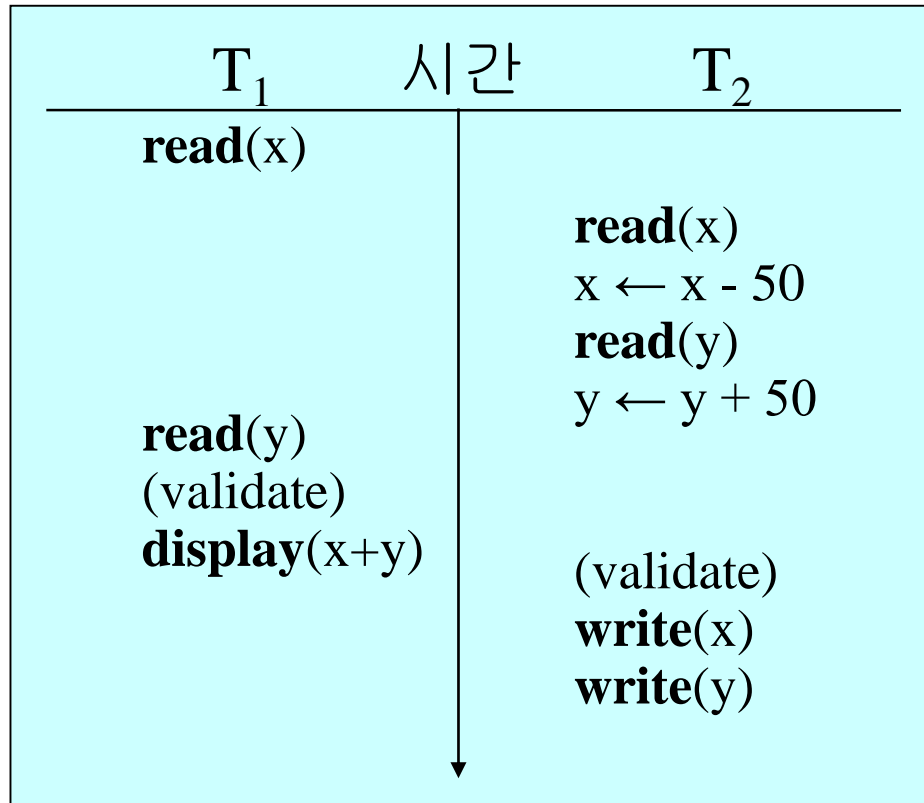 T₁ 시간 T₂
read(x)
read(x)
x ← x - 50
read(y)
y ← y + 50
read(y)
(validate)
display(x+y)
(validate)
write(x)
write(y)